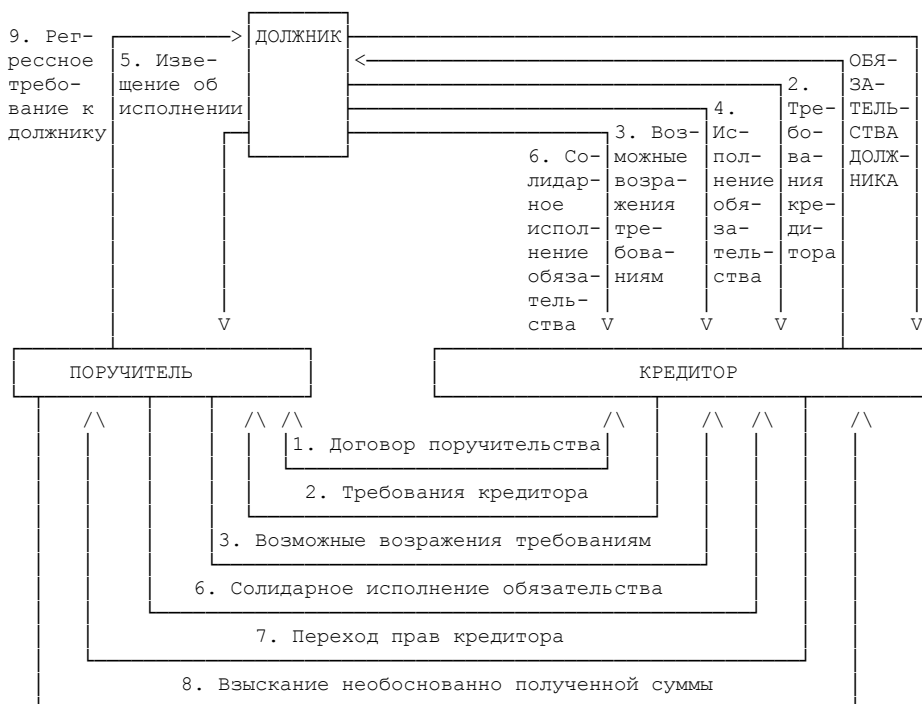 9. Рег-
рессное
требо-
вание к
должнику
5. Изве-
щение об
исполнении
ДОЛЖНИК
6. Со-
лидар-
ное
испол-
нение
обяза-
тель-
ства
3. Воз-
можные
возра-
жения
тре-
бова-
ниям
4.
Ис-
пол-
нение
обя-
за-
тель-
ства
2.
Тре-
бо-
ва-
ния
кре-
ди-
тора
ОБЯ-
ЗА-
ТЕЛЬ-
СТВА
ДОЛЖ-
НИКА
ПОРУЧИТЕЛЬ
КРЕДИТОР
1. Договор поручительства
2. Требования кредитора
3. Возможные возражения требованиям
6. Солидарное исполнение обязательства
7. Переход прав кредитора
8. Взыскание необоснованно полученной суммы